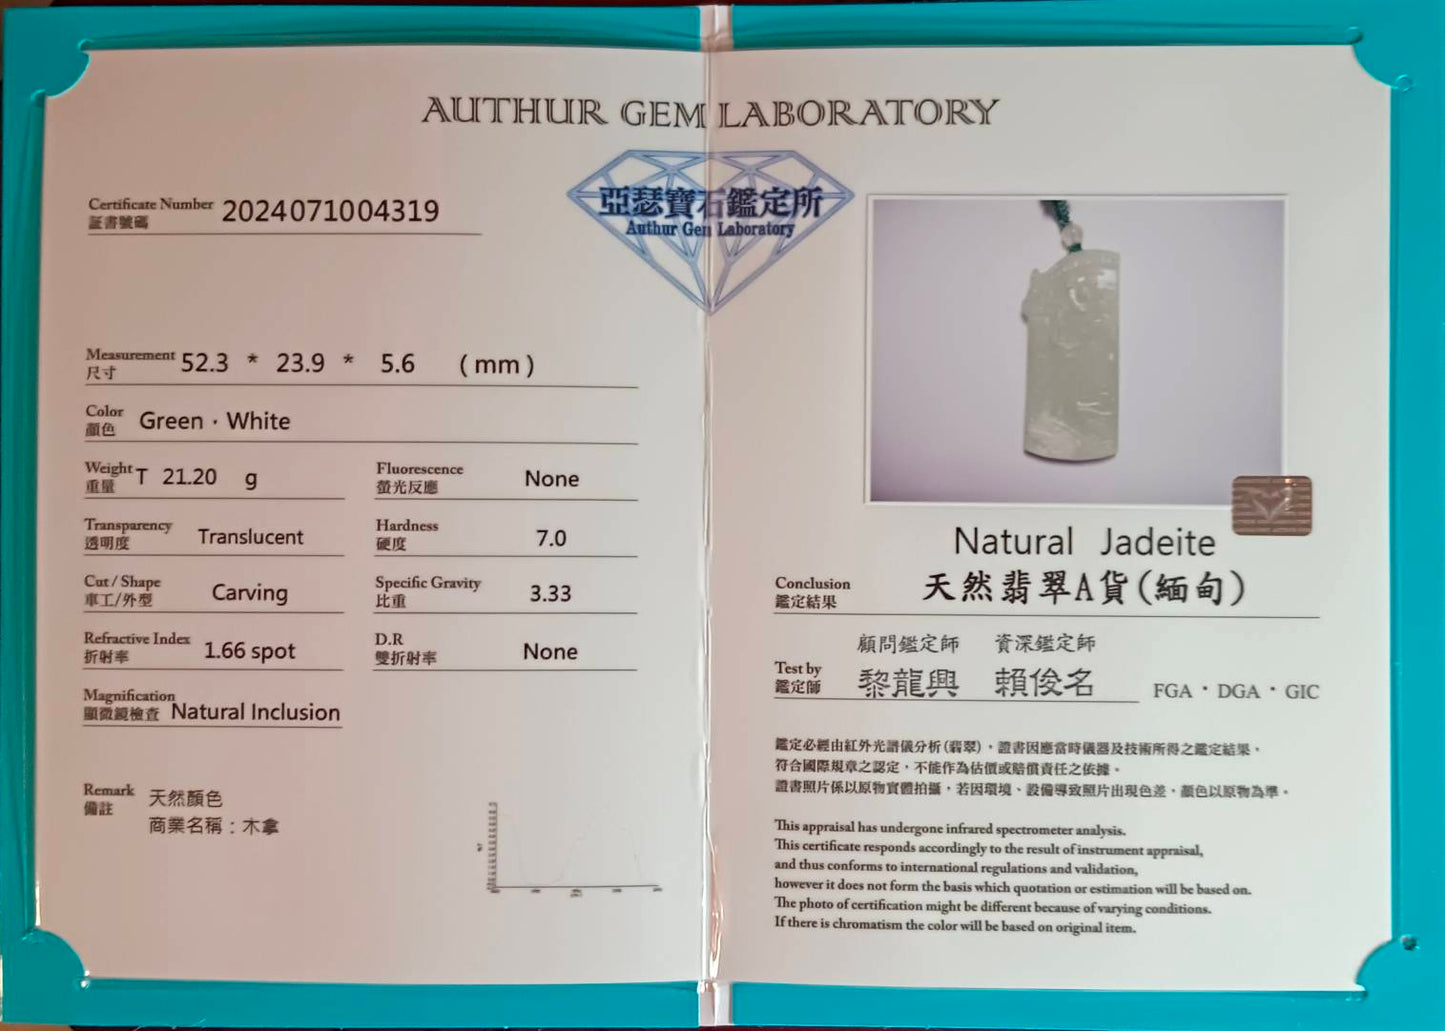 AUTHUR GEM LABORATORY
亞瑟寶石鑑定所
Authur Gem Laboratory
Certificate Number 2024071004319
証書號碼
Measurement 52.3 * 23.9 * 5.6 (mm)
尺寸
Color Green · White
顏色
Weight T 21.20 g
重量
Fluorescence None
螢光反應
Transparency Translucent
透明度
Hardness 7.0
硬度
Cut / Shape Carving
車工/外型
Specific Gravity 3.33
比重
Refractive Index 1.66 spot
折射率
D.R None
雙折射率
Magnification Natural Inclusion
顯微鏡檢查
Remark 天然顏色
備註 商業名稱：木拿
Natural Jadeite
Conclusion 天然翡翠A貨(緬甸)
鑑定結果
顧問鑑定師 資深鑑定師
Test by 黎龍興 賴俊名 FGA · DGA · GIC
鑑定師
鑑定必經由紅外光譜儀分析(翡翠)，證書因應當時儀器及技術所得之鑑定結果，
符合國際規章之認定，不能作為估價或賠償責任之依據。
證書照片係以原物實體拍攝，若因環境、設備導致照片出現色差，顏色以原物為準。
This appraisal has undergone infrared spectrometer analysis.
This certificate responds accordingly to the result of instrument appraisal,
and thus conforms to international regulations and validation,
however it does not form the basis which quotation or estimation will be based on.
The photo of certification might be different because of varying conditions.
If there is chromatism the color will be based on original item.